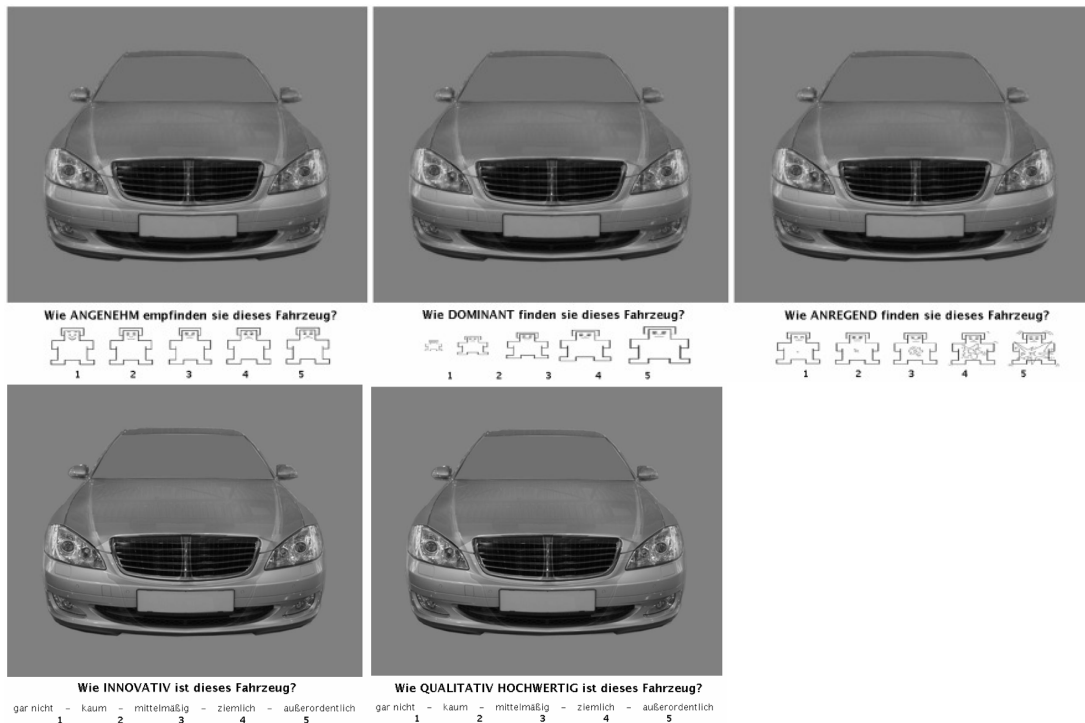 Wie ANGENEHM empfinden sie dieses Fahrzeug?
1 2 3 4 5
Wie DOMINANT finden sie dieses Fahrzeug?
1 2 3 4 5
Wie ANREGEND finden sie dieses Fahrzeug?
1 2 3 4 5
Wie INNOVATIV ist dieses Fahrzeug?
gar nicht – kaum – mittelmäßig – ziemlich – außerordentlich
1 2 3 4 5
Wie QUALITATIV HOCHWERTIG ist dieses Fahrzeug?
gar nicht – kaum – mittelmäßig – ziemlich – außerordentlich
1 2 3 4 5